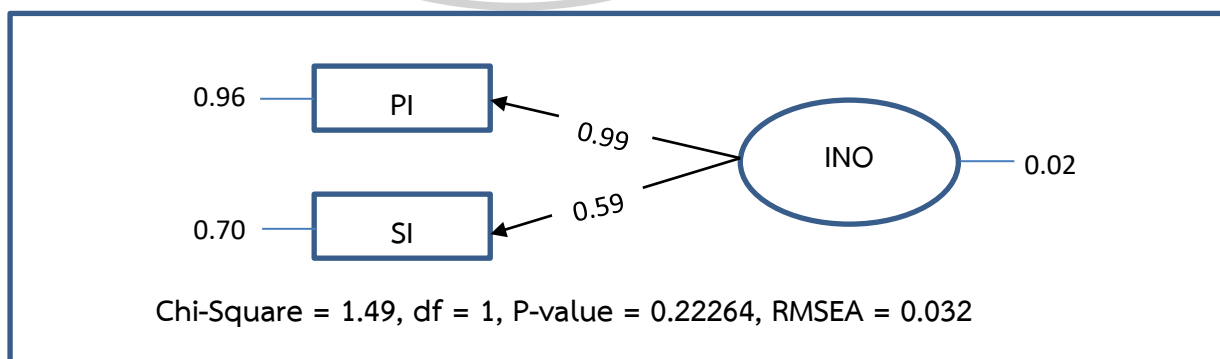 0.96
PI
0.99
INO
0.02
0.59
0.70
SI
Chi-Square = 1.49, df = 1, P-value = 0.22264, RMSEA = 0.032